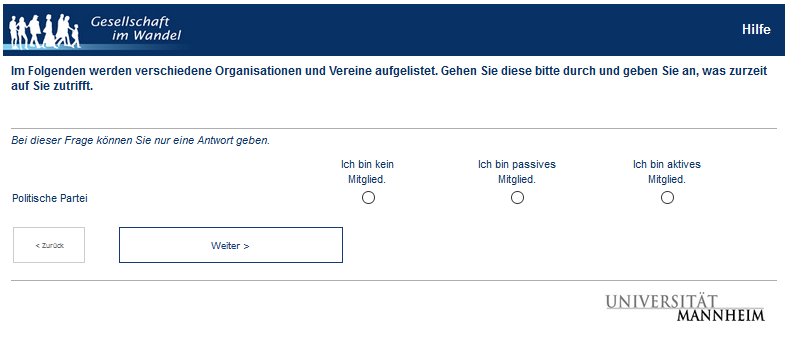 Gesellschaft
im Wandel
Hilfe
Im Folgenden werden verschiedene Organisationen und Vereine aufgelistet. Gehen Sie diese bitte durch und geben Sie an, was zurzeit
auf Sie zutrifft.
Bei dieser Frage können Sie nur eine Antwort geben.
Ich bin kein
Mitglied.
Ich bin passives
Mitglied.
Ich bin aktives
Mitglied.
Politische Partei
< Zurück
Weiter >
UNIVERSITÄT
MANNHEIM